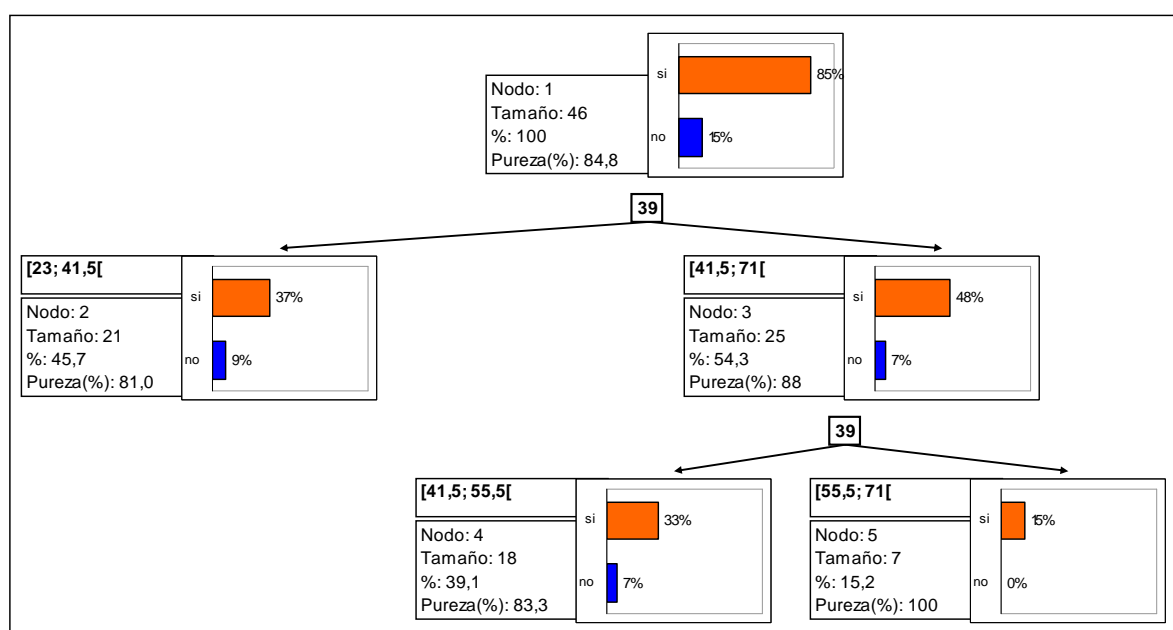 si
85%
no
15%
Nodo: 1
Tamaño: 46
%: 100
Pureza(%): 84,8
39
[23; 41,5[
si
37%
no
9%
Nodo: 2
Tamaño: 21
%: 45,7
Pureza(%): 81,0
[41,5; 71[
si
48%
no
7%
Nodo: 3
Tamaño: 25
%: 54,3
Pureza(%): 88
39
[41,5; 55,5[
si
33%
no
7%
Nodo: 4
Tamaño: 18
%: 39,1
Pureza(%): 83,3
[55,5; 71[
si
15%
no
0%
Nodo: 5
Tamaño: 7
%: 15,2
Pureza(%): 100